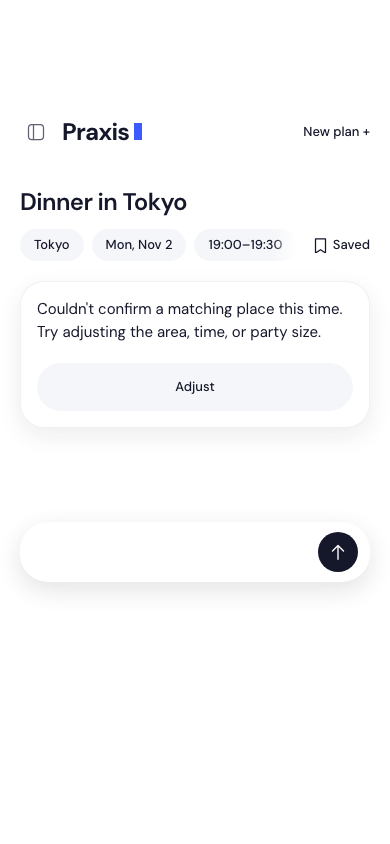 Praxis
New plan +
Dinner in Tokyo
Tokyo
Mon, Nov 2
19:00–19:30
Saved
Couldn't confirm a matching place this time.
Try adjusting the area, time, or party size.
Adjust